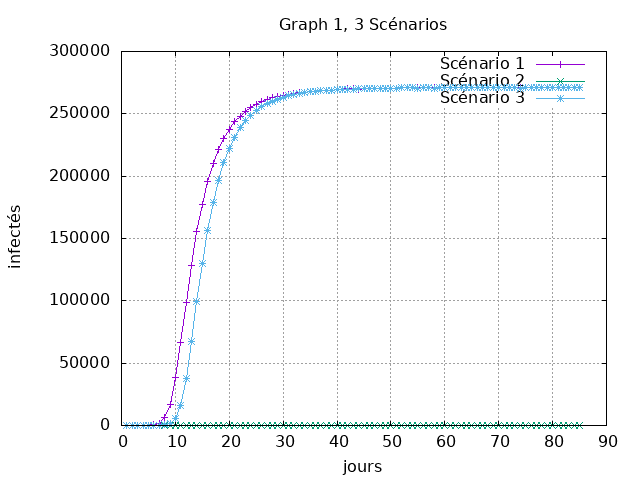 Graph 1, 3 Scénarios
300000
250000
200000
150000
100000
50000
0
infectés
Scénario 1
Scénario 2
Scénario 3
0 10 20 30 40 50 60 70 80 90
jours